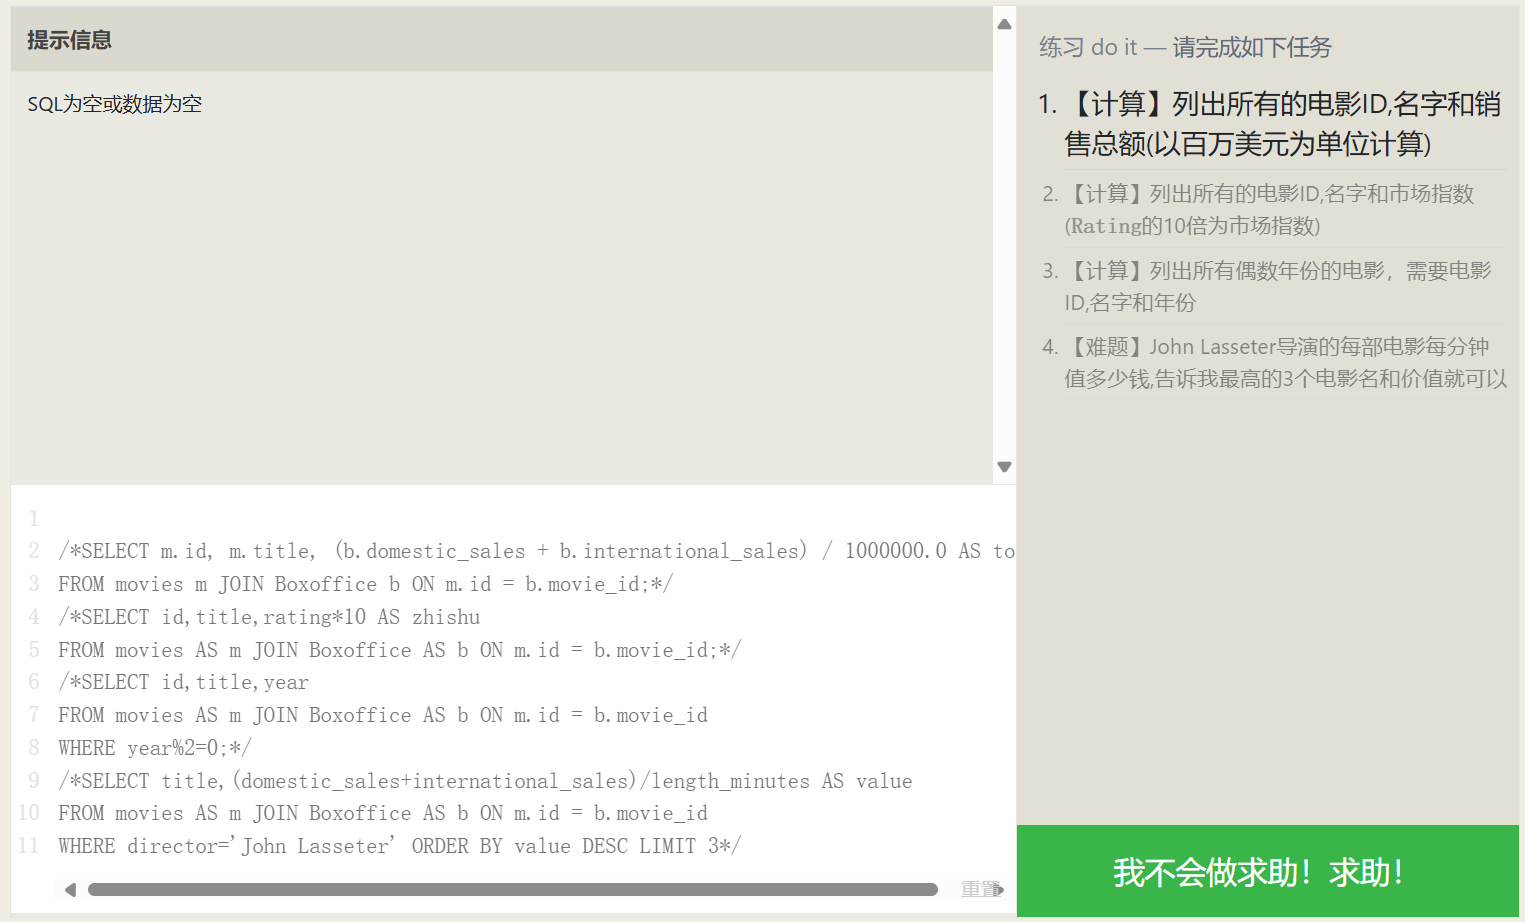 提示信息
SQL为空或数据为空
1
2 /*SELECT m.id, m.title, (b.domestic_sales + b.international_sales) / 1000000.0 AS to
3 FROM movies m JOIN Boxoffice b ON m.id = b.movie_id;*/
4 /*SELECT id,title,rating*10 AS zhishu
5 FROM movies AS m JOIN Boxoffice AS b ON m.id = b.movie_id;*/
6 /*SELECT id,title,year
7 FROM movies AS m JOIN Boxoffice AS b ON m.id = b.movie_id
8 WHERE year%2=0;*/
9 /*SELECT title,(domestic_sales+international_sales)/length_minutes AS value
10 FROM movies AS m JOIN Boxoffice AS b ON m.id = b.movie_id
11 WHERE director='John Lasseter' ORDER BY value DESC LIMIT 3*/
重置
练习 do it — 请完成如下任务
1. 【计算】列出所有的电影ID,名字和销
售总额(以百万美元为单位计算)
2. 【计算】列出所有的电影ID,名字和市场指数
(Rating的10倍为市场指数)
3. 【计算】列出所有偶数年份的电影，需要电影
ID,名字和年份
4. 【难题】John Lasseter导演的每部电影每分钟
值多少钱,告诉我最高的3个电影名和价值就可以
我不会做求助！求助！